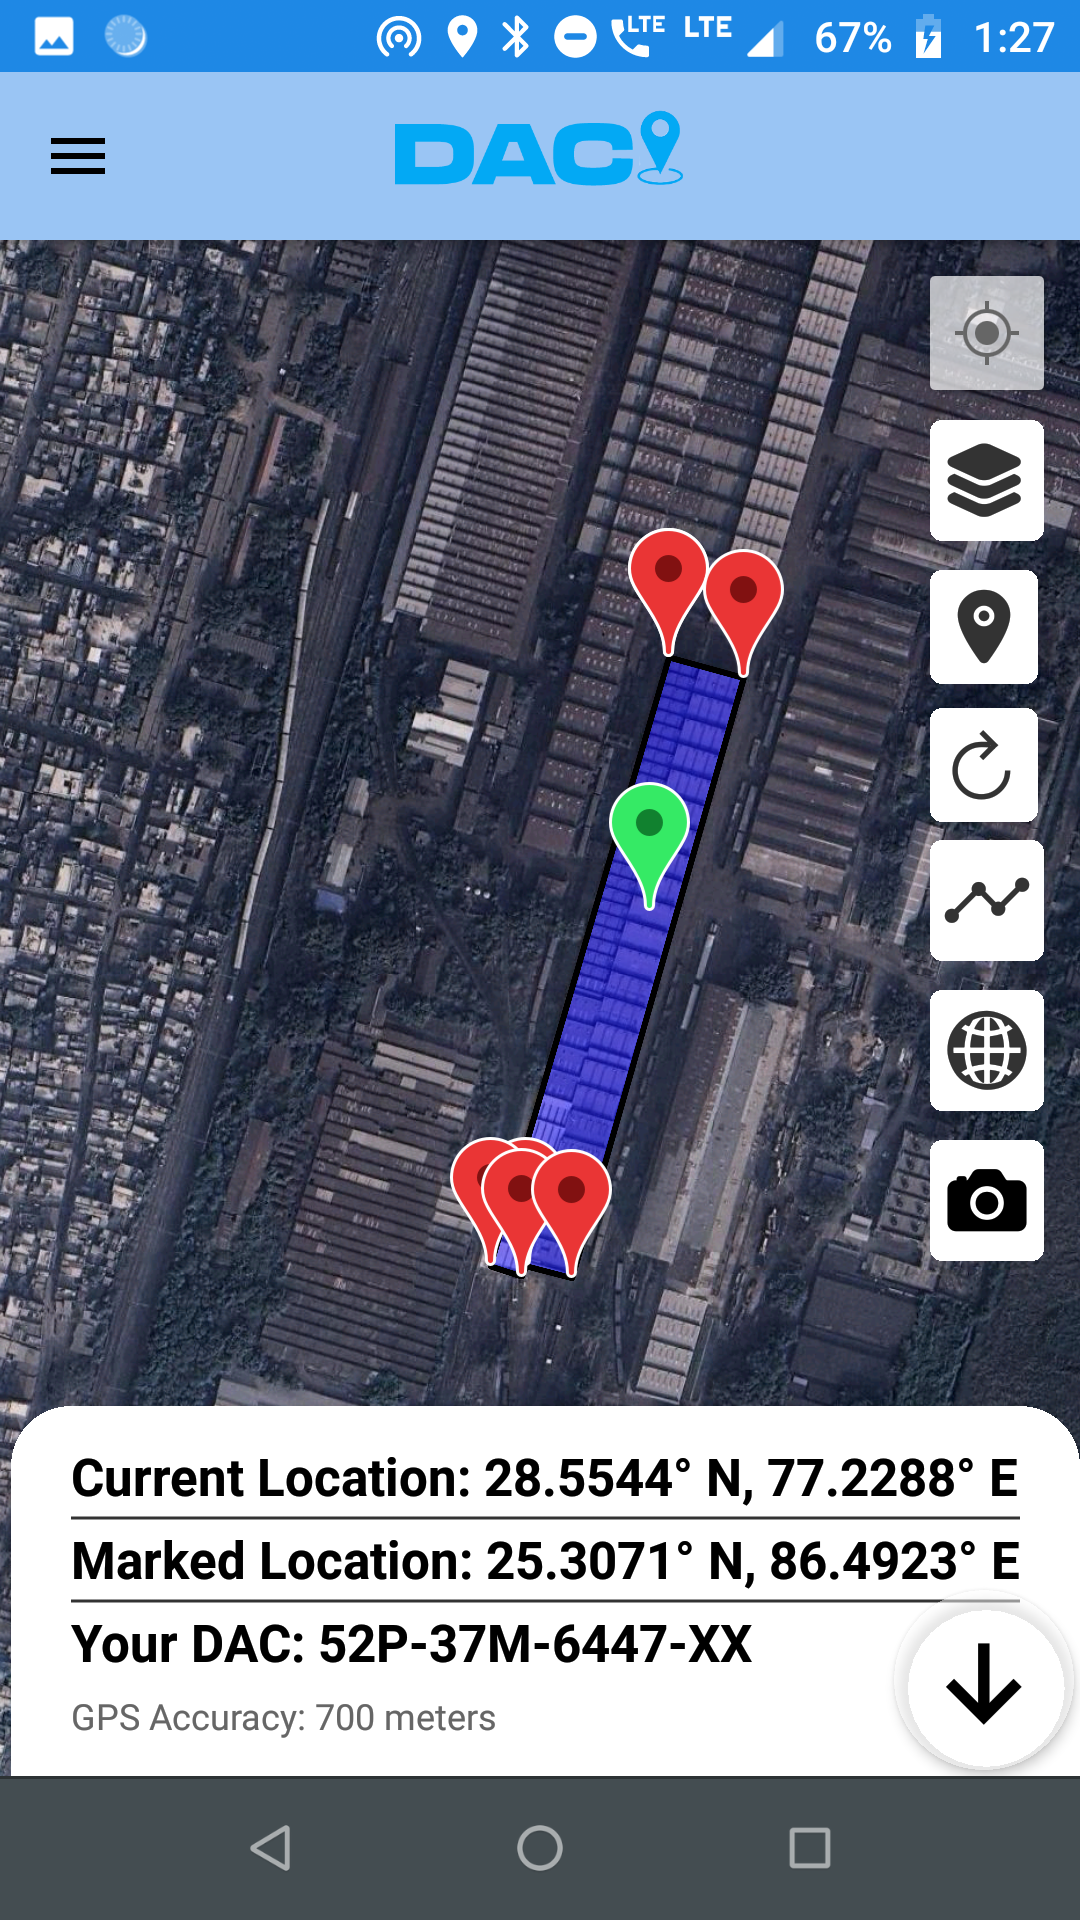 LTE LTE 67% 1:27
DAC
Current Location: 28.5544° N, 77.2288° E
Marked Location: 25.3071° N, 86.4923° E
Your DAC: 52P-37M-6447-XX
GPS Accuracy: 700 meters